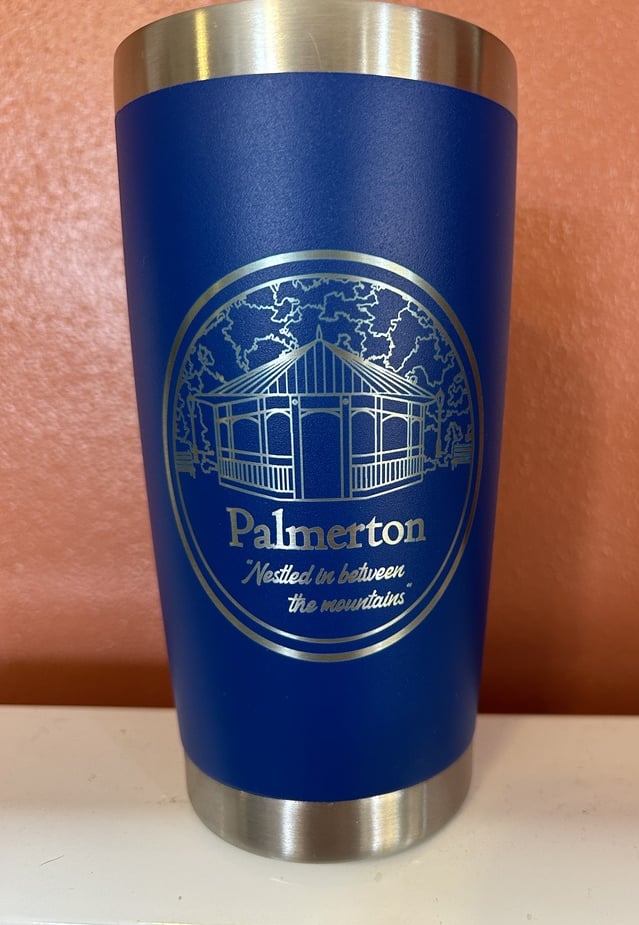 Palmerton
"Nestled in between
the mountains"